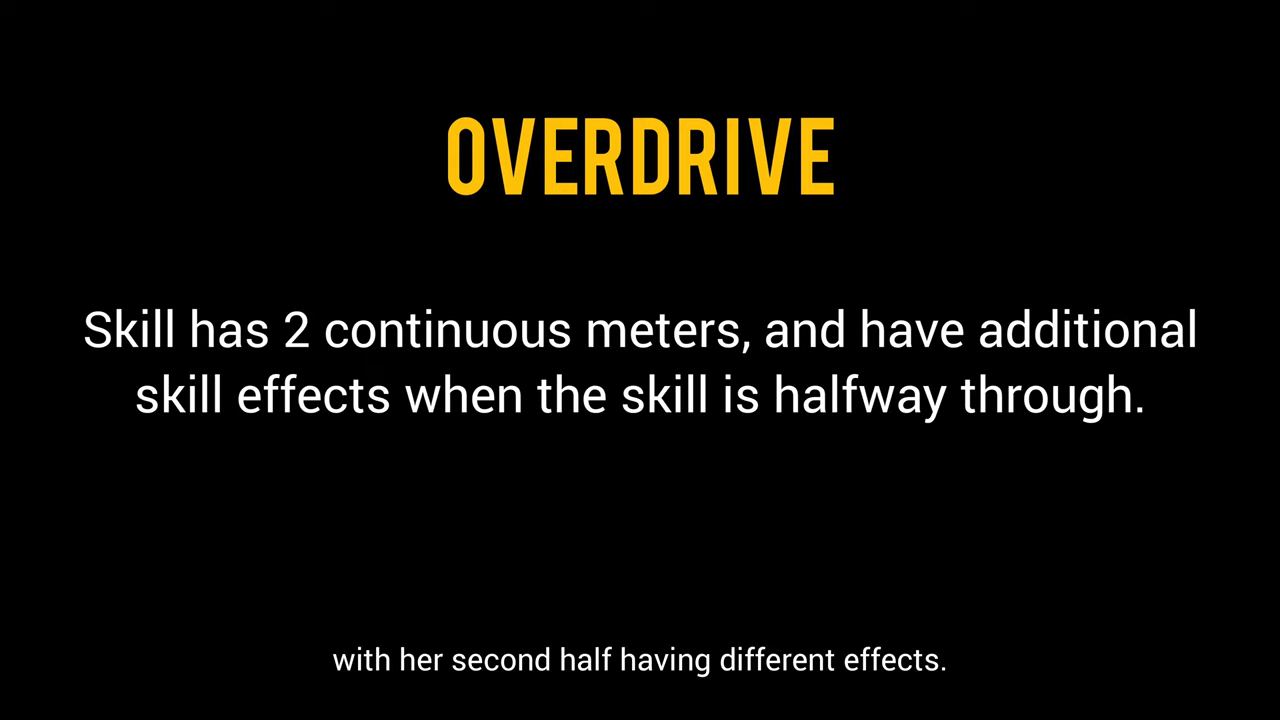 OVERDRIVE
Skill has 2 continuous meters, and have additional
skill effects when the skill is halfway through.
with her second half having different effects.